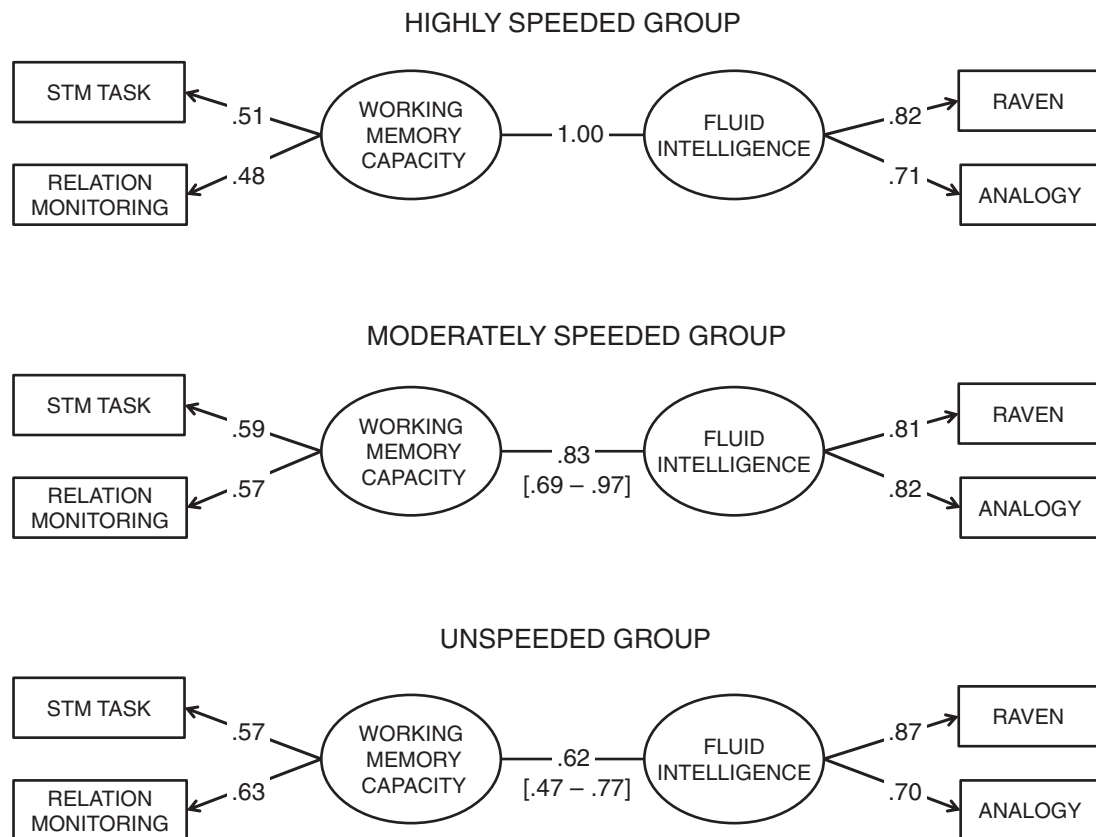 HIGHLY SPEEDED GROUP
STM TASK
RELATION
MONITORING
.51
.48
WORKING
MEMORY
CAPACITY
1.00
FLUID
INTELLIGENCE
.82
.71
RAVEN
ANALOGY
MODERATELY SPEEDED GROUP
STM TASK
RELATION
MONITORING
.59
.57
WORKING
MEMORY
CAPACITY
.83
[.69 – .97]
FLUID
INTELLIGENCE
.81
.82
RAVEN
ANALOGY
UNSPEEDED GROUP
STM TASK
RELATION
MONITORING
.57
.63
WORKING
MEMORY
CAPACITY
.62
[.47 – .77]
FLUID
INTELLIGENCE
.87
.70
RAVEN
ANALOGY